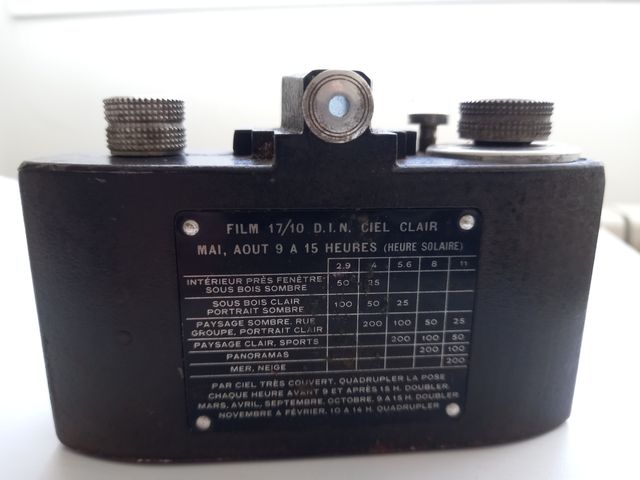 FILM 17/10 D.I.N. CIEL CLAIR
MAI, AOUT 9 A 15 HEURES (HEURE SOLAIRE)
2.9 4 5.6 8 11
INTÉRIEUR PRÈS FENÊTRE- 50 25
SOUS BOIS SOMBRE
SOUS BOIS CLAIR 100 50 25
PORTRAIT SOMBRE
PAYSAGE SOMBRE, RUE 200 100 50 25
GROUPE, PORTRAIT CLAIR
PAYSAGE CLAIR, SPORTS 200 100 50
PANORAMAS 200 100
MER, NEIGE 200
PAR CIEL TRÈS COUVERT, QUADRUPLER LA POSE
CHAQUE HEURE AVANT 9 ET APRÈS 15 H. DOUBLER.
MARS, AVRIL, SEPTEMBRE, OCTOBRE, 9 A 15 H. DOUBLER.
NOVEMBRE A FÉVRIER, 10 A 14 H. QUADRUPLER